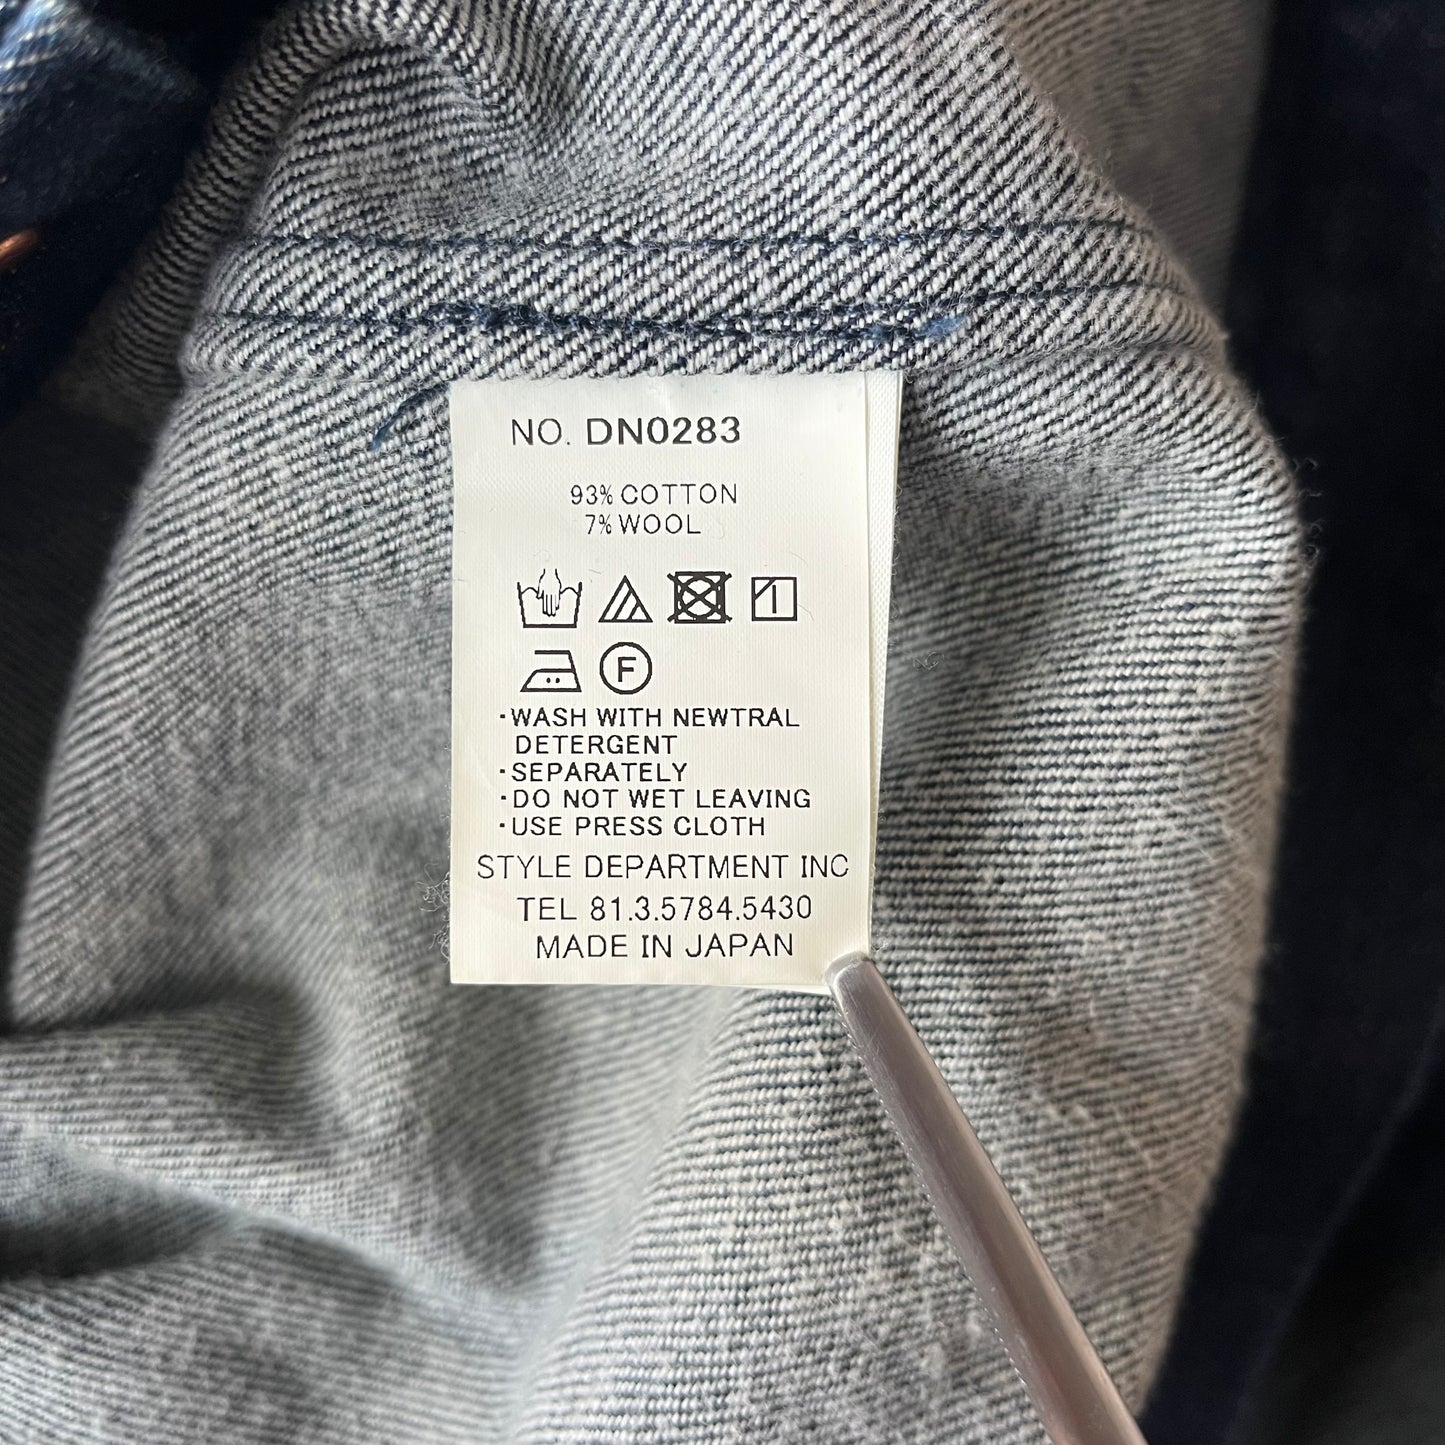 NO. DN0283
93% COTTON
7% WOOL
F
·WASH WITH NEWTRAL
DETERGENT
·SEPARATELY
·DO NOT WET LEAVING
·USE PRESS CLOTH
STYLE DEPARTMENT INC
TEL 81.3.5784.5430
MADE IN JAPAN